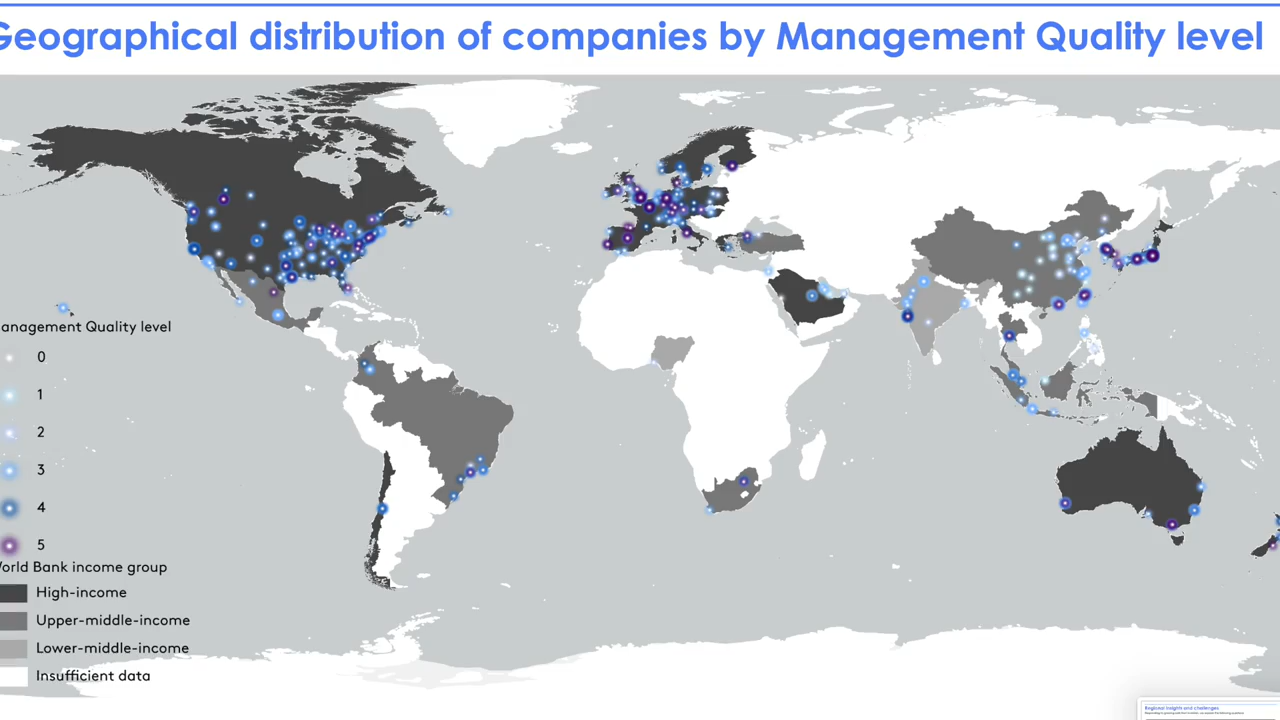 Geographical distribution of companies by Management Quality level
anagement Quality level
0
1
2
3
4
5
orld Bank income group
High-income
Upper-middle-income
Lower-middle-income
Insufficient data
Regional insights and challenges